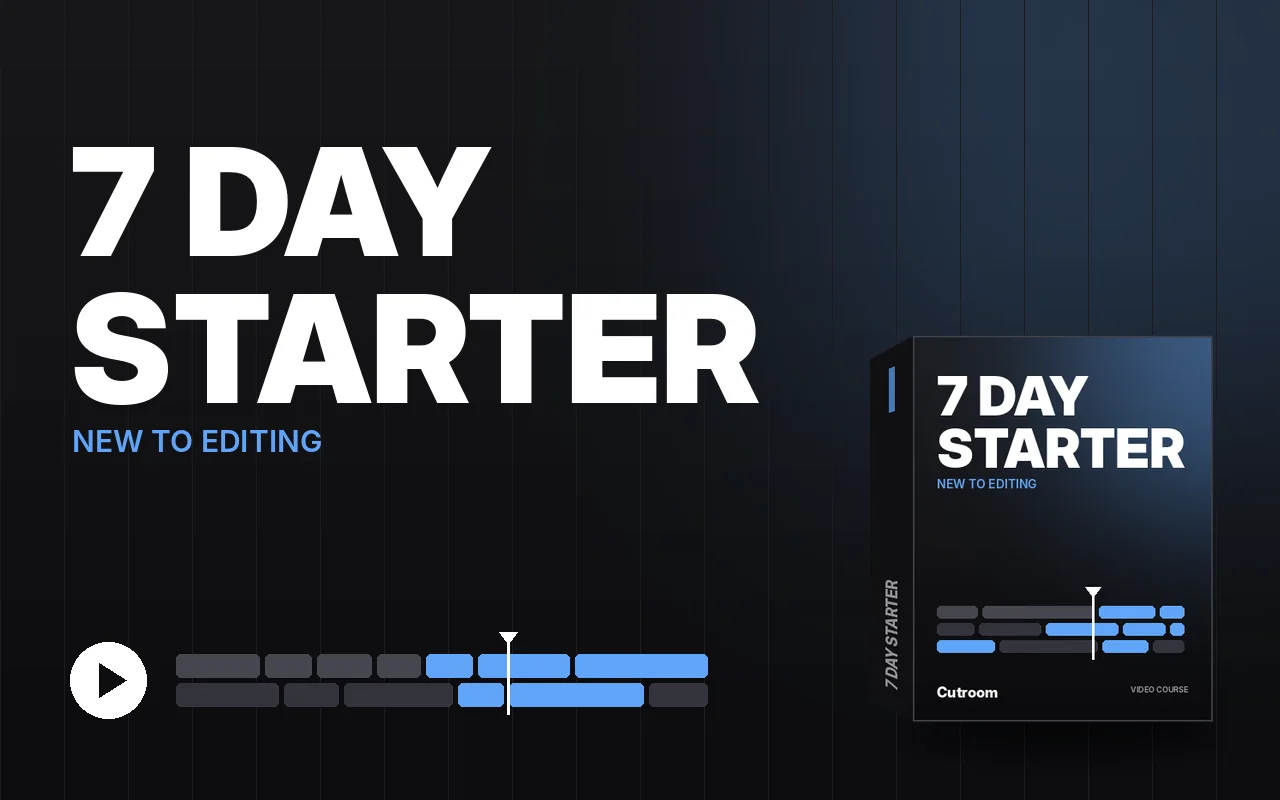 7 DAY
STARTER
NEW TO EDITING
7 DAY STARTER
7 DAY
STARTER
NEW TO EDITING
Cutroom
VIDEO COURSE